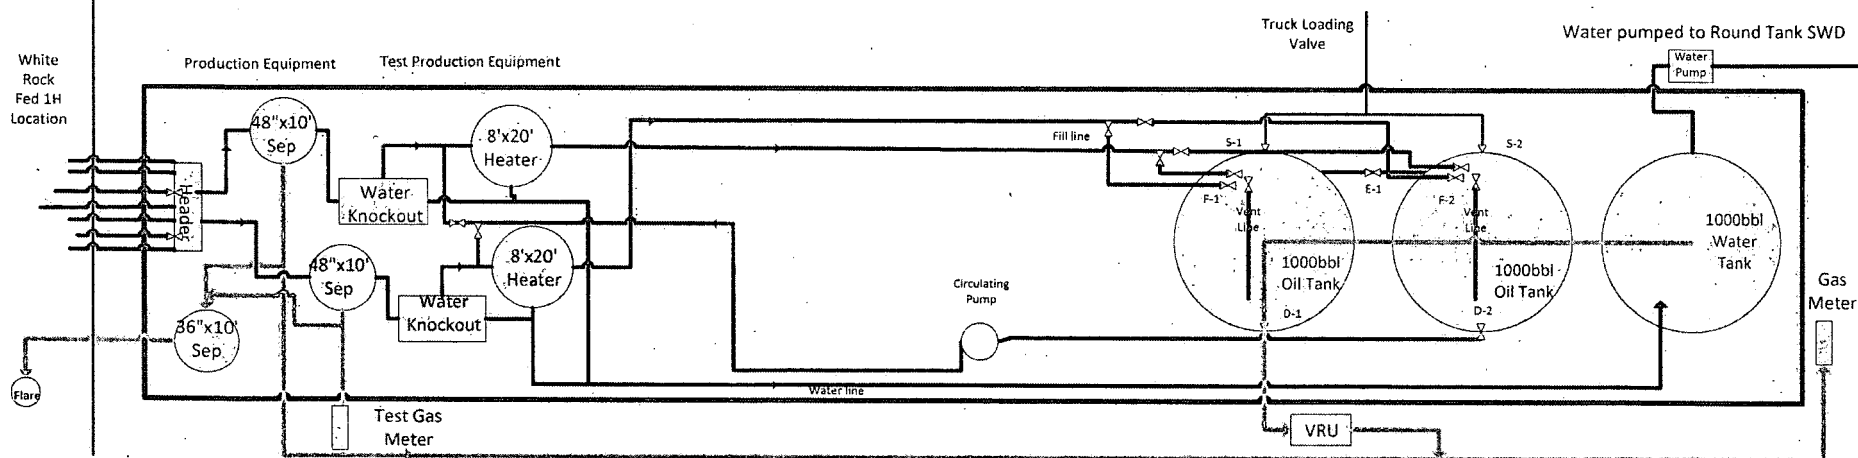 Truck Loading
Valve
Water pumped to Round Tank SWD
White
Rock
Fed 1H
Location
Production Equipment
Test Production Equipment
Water
Pump
48"x10'
Sep
8'x20'
Heater
Fill line
S-1
S-2
Header
Water
Knockout
E-1
F-1
F-2
Vent
Line
Vent
Line
1000bbl
Water
Tank
48"x10'
Sep
8'x20'
Heater
1000bbl
Oil Tank
1000bbl
Oil Tank
Circulating
Pump
Gas
Meter
Water
Knockout
D-1
D-2
36"x10'
Sep
Flare
Water line
Test Gas
Meter
VRU